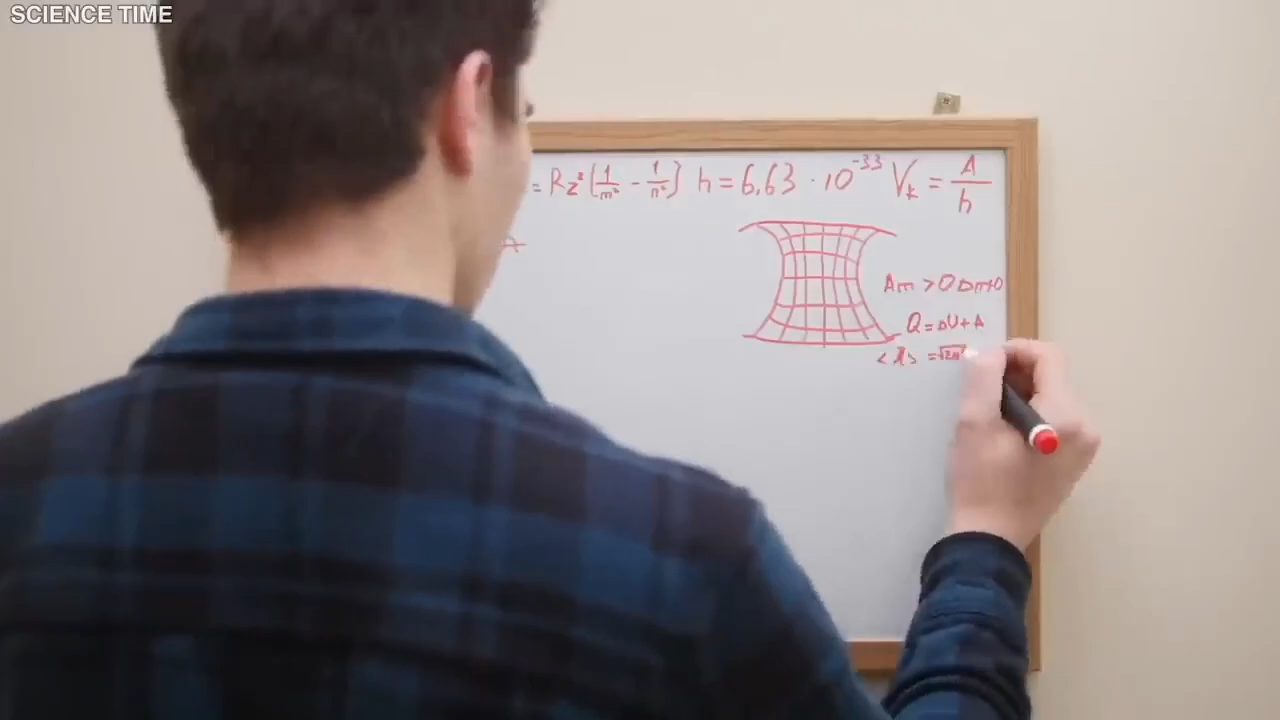 SCIENCE TIME
= Rz²(1/m² - 1/n²) h = 6,63 · 10⁻³³ Vₖ = A/h
Q = ΔU + A